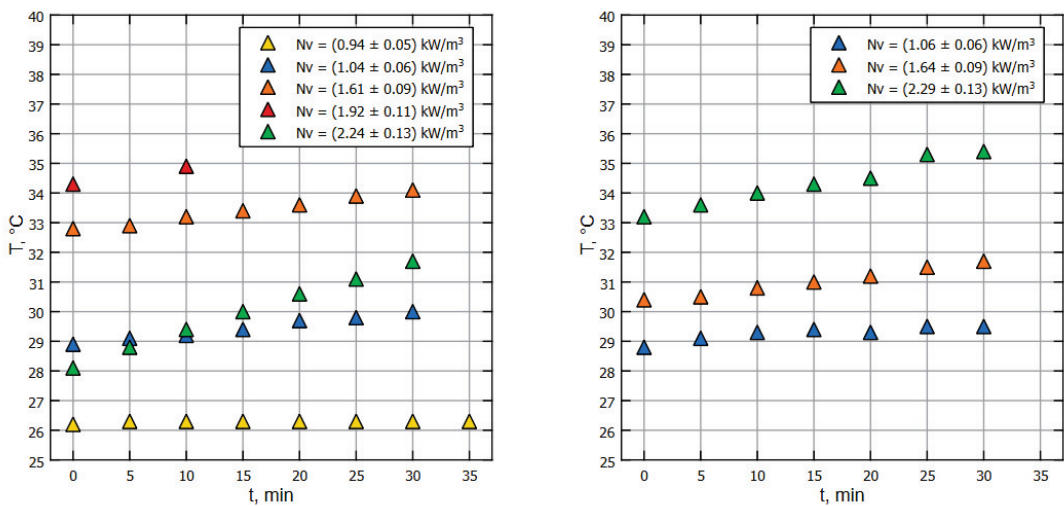 40
39
38
37
36
35
34
33
32
31
30
29
28
27
26
25
T, °C
Nv = (0.94 ± 0.05) kW/m³
Nv = (1.04 ± 0.06) kW/m³
Nv = (1.61 ± 0.09) kW/m³
Nv = (1.92 ± 0.11) kW/m³
Nv = (2.24 ± 0.13) kW/m³
0 5 10 15 20 25 30 35
t, min
40
39
38
37
36
35
34
33
32
31
30
29
28
27
26
25
T, °C
Nv = (1.06 ± 0.06) kW/m³
Nv = (1.64 ± 0.09) kW/m³
Nv = (2.29 ± 0.13) kW/m³
0 5 10 15 20 25 30 35
t, min